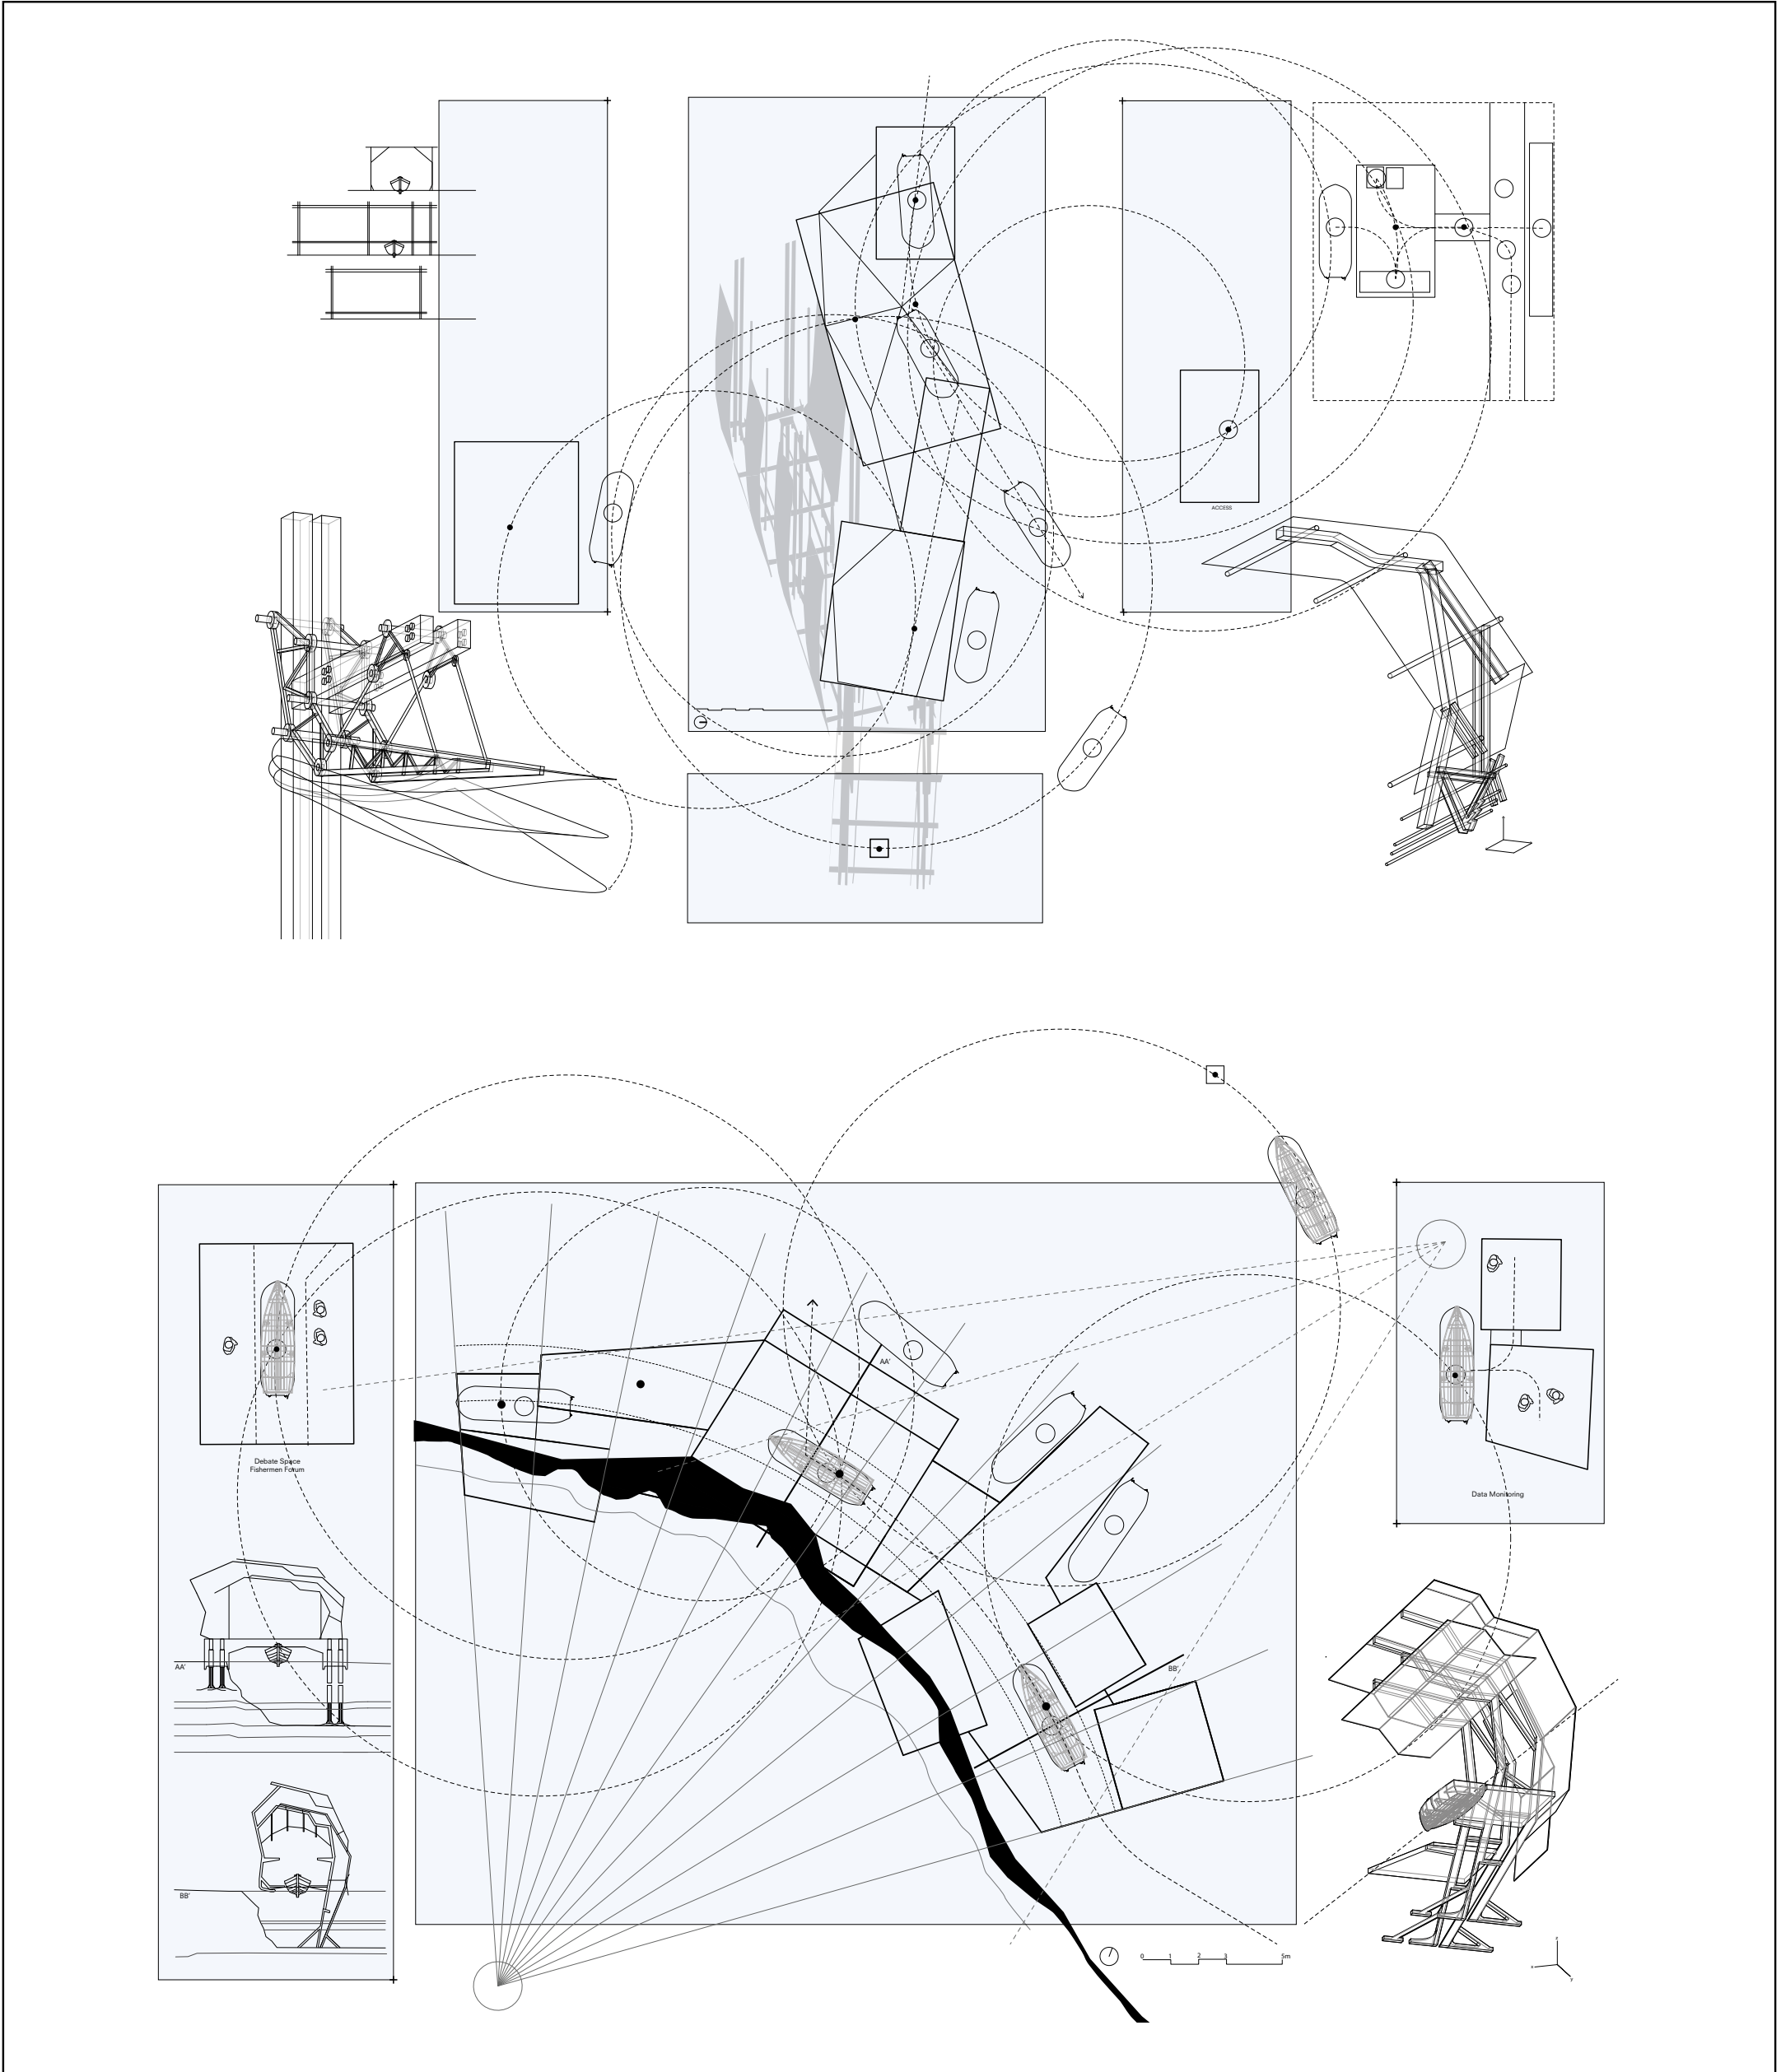 ACCESS
AA'
Debate Space
Fishermen Forum
Data Monitoring
AA'
BB'
BB'
0 1 2 3 5m
z
x
y